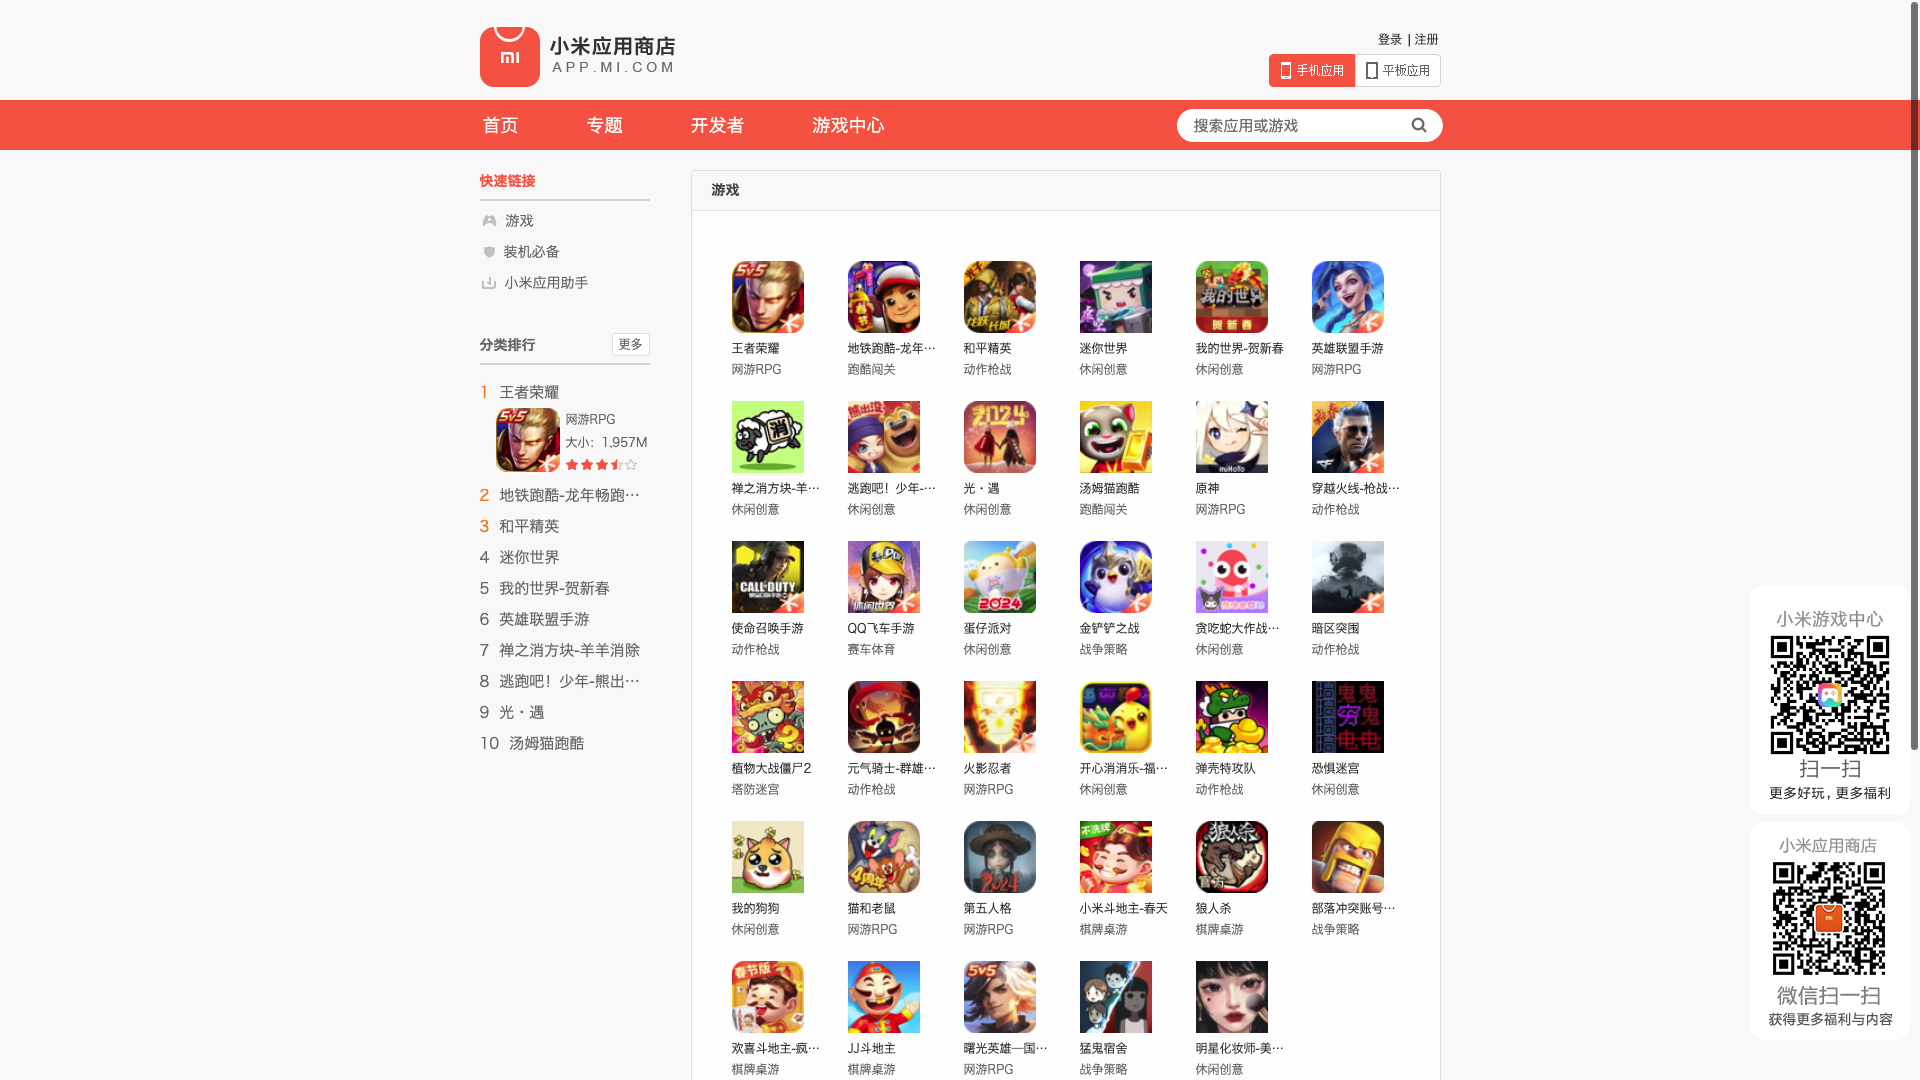 小米应用商店
APP.MI.COM
登录 | 注册
手机应用 平板应用
首页 专题 开发者 游戏中心
搜索应用或游戏
快速链接
游戏
装机必备
小米应用助手
分类排行 更多
1 王者荣耀
网游RPG
大小：1,957M
2 地铁跑酷-龙年畅跑…
3 和平精英
4 迷你世界
5 我的世界-贺新春
6 英雄联盟手游
7 禅之消方块-羊羊消除
8 逃跑吧！少年-熊出…
9 光・遇
10 汤姆猫跑酷
游戏
王者荣耀 地铁跑酷-龙年… 和平精英 迷你世界 我的世界-贺新春 英雄联盟手游
网游RPG 跑酷闯关 动作枪战 休闲创意 休闲创意 网游RPG
禅之消方块-羊… 逃跑吧！少年-… 光・遇 汤姆猫跑酷 原神 穿越火线-枪战…
休闲创意 休闲创意 休闲创意 跑酷闯关 网游RPG 动作枪战
使命召唤手游 QQ飞车手游 蛋仔派对 金铲铲之战 贪吃蛇大作战… 暗区突围
动作枪战 赛车体育 休闲创意 战争策略 休闲创意 动作枪战
植物大战僵尸2 元气骑士-群雄… 火影忍者 开心消消乐-福… 弹壳特攻队 恐惧迷宫
塔防迷宫 动作枪战 网游RPG 休闲创意 动作枪战 休闲创意
我的狗狗 猫和老鼠 第五人格 小米斗地主-春天 狼人杀 部落冲突账号…
休闲创意 网游RPG 网游RPG 棋牌桌游 棋牌桌游 战争策略
欢喜斗地主-疯… JJ斗地主 曙光英雄—国… 猛鬼宿舍 明星化妆师-美…
棋牌桌游 棋牌桌游 网游RPG 战争策略 休闲创意
小米游戏中心
扫一扫
更多好玩，更多福利
小米应用商店
微信扫一扫
获得更多福利与内容